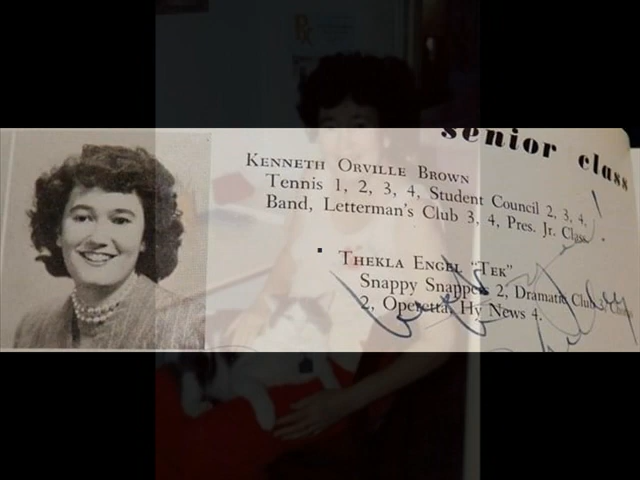 senior class
KENNETH ORVILLE BROWN
Tennis 1, 2, 3, 4, Student Council 2, 3, 4,
Band, Letterman's Club 3, 4, Pres. Jr. Class.
THEKLA ENGEL "TEK"
Snappy Snappers 2, Dramatic Club
2, Operetta, Hy News 4.